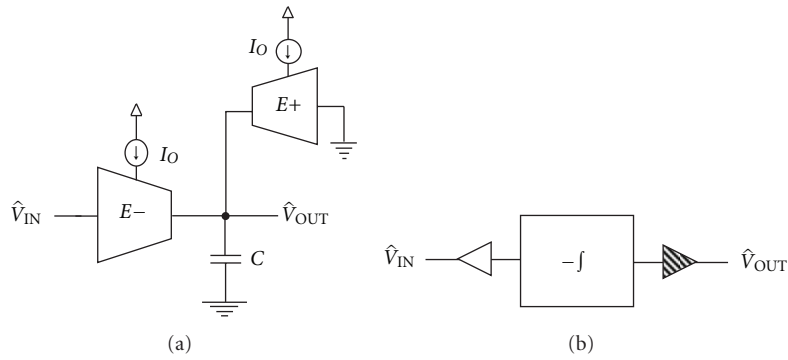 I_O
E+
I_O
V̂_IN
E−
V̂_OUT
C
(a)
V̂_IN
−∫
V̂_OUT
(b)